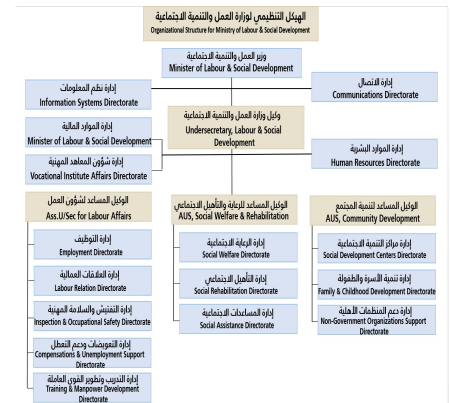 الهيكل التنظيمي لوزارة العمل والتنمية الاجتماعية
Organizational Structure for Ministry of Labour & Social Development
وزير العمل والتنمية الاجتماعية
Minister of Labour & Social Development
إدارة نظم المعلومات
Information Systems Directorate
إدارة الاتصال
Communications Directorate
وكيل وزارة العمل والتنمية الاجتماعية
Undersecretary, Labour & Social
Development
إدارة الموارد المالية
Minister of Labour & Social Development
إدارة الموارد البشرية
Human Resources Directorate
إدارة شؤون المعاهد المهنية
Vocational Institute Affairs Directorate
الوكيل المساعد لشؤون العمل
Ass.U/Sec for Labour Affairs
إدارة التوظيف
Employment Directorate
إدارة العلاقات العمالية
Labour Relation Directorate
إدارة التفتيش والسلامة المهنية
Inspection & Occupational Safety Directorate
إدارة التعويضات ودعم التعطل
Compensations & Unemployment Support
Directorate
إدارة التدريب وتطوير القوى العاملة
Training & Manpower Development
Directorate
الوكيل المساعد للرعاية والتأهيل الاجتماعي
AUS, Social Welfare & Rehabilitation
إدارة الرعاية الاجتماعية
Social Welfare Directorate
إدارة التأهيل الاجتماعي
Social Rehabilitation Directorate
إدارة المساعدات الاجتماعية
Social Assistance Directorate
الوكيل المساعد لتنمية المجتمع
AUS, Community Development
إدارة مراكز التنمية الاجتماعية
Social Development Centers Directorate
إدارة تنمية الأسرة والطفولة
Family & Childhood Development Directorate
إدارة دعم المنظمات الأهلية
Non-Government Organizations Support
Directorate